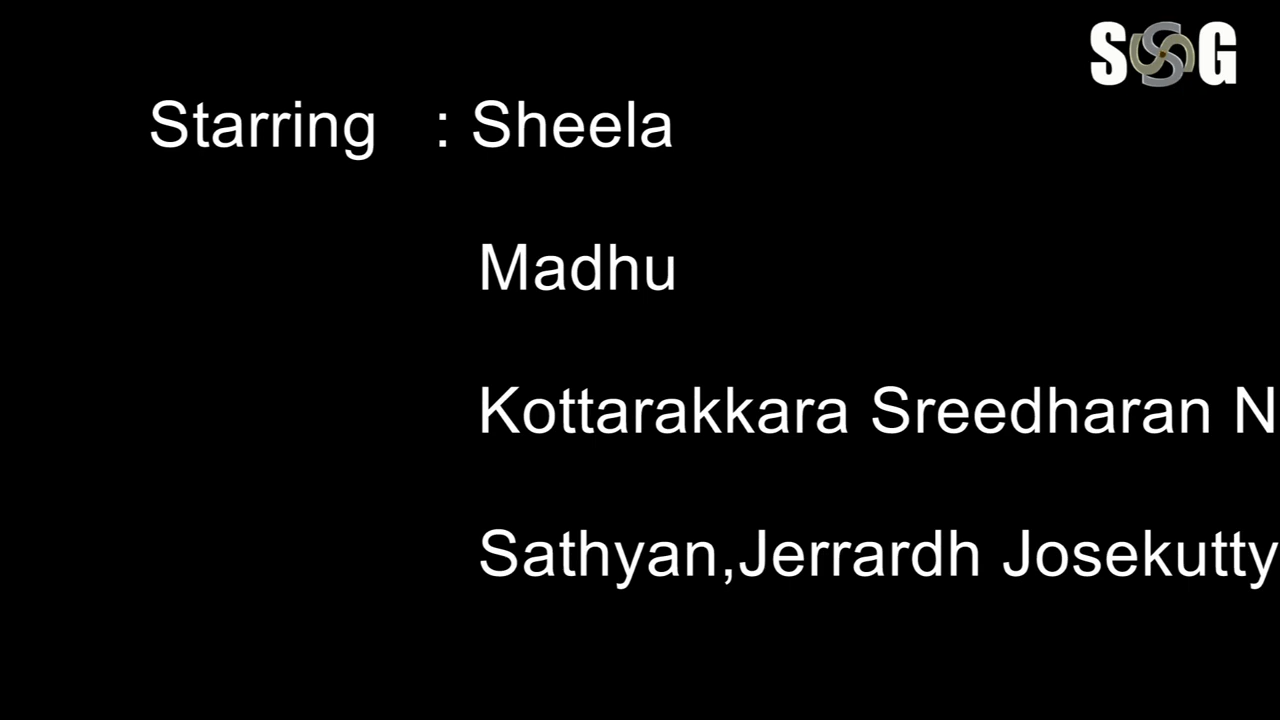 SSG
Starring : Sheela
Madhu
Kottarakkara Sreedharan N
Sathyan,Jerrardh Josekutty